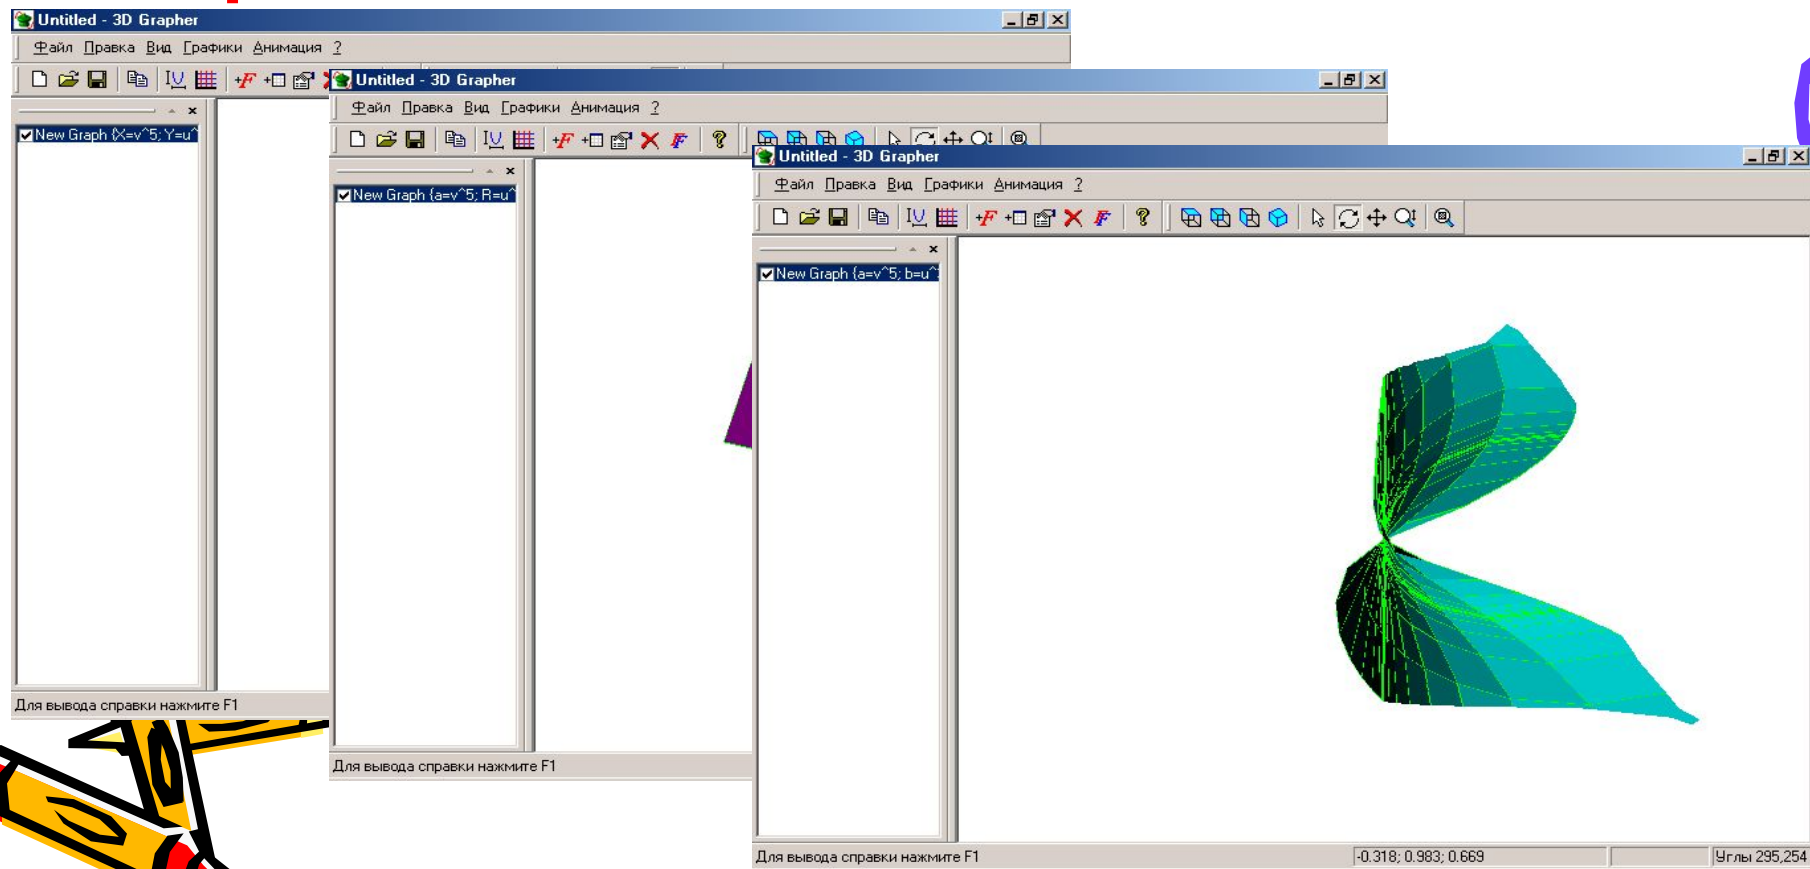 Untitled - 3D Grapher
Файл Правка Вид Графики Анимация ?
New Graph {X=v^5; Y=u^
Для вывода справки нажмите F1
Untitled - 3D Grapher
Файл Правка Вид Графики Анимация ?
New Graph {a=v^5; R=u^
Для вывода справки нажмите F1
Untitled - 3D Grapher
Файл Правка Вид Графики Анимация ?
New Graph {a=v^5; b=u^
Для вывода справки нажмите F1
-0.318; 0.983; 0.669
Углы 295,254